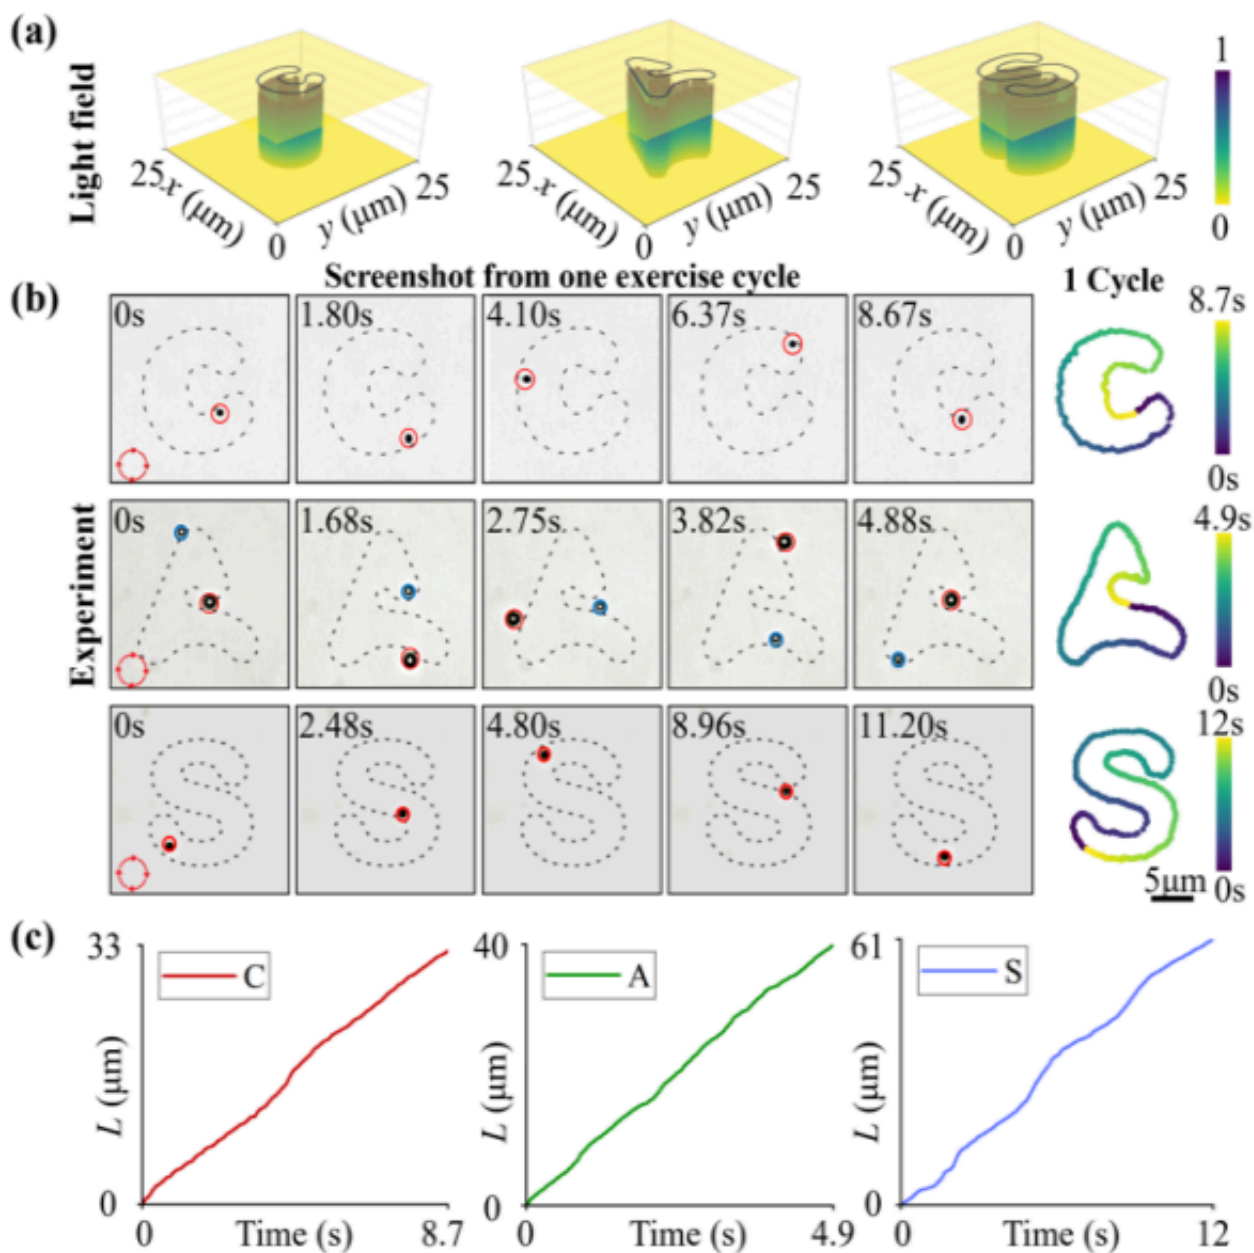 (a)
Light field
25 x (μm) 0 y (μm) 25
25 x (μm) 0 y (μm) 25
25 x (μm) 0 y (μm) 25
1
0
(b)
Screenshot from one exercise cycle
1 Cycle
Experiment
0s 1.80s 4.10s 6.37s 8.67s
8.7s
0s
0s 1.68s 2.75s 3.82s 4.88s
4.9s
0s
0s 2.48s 4.80s 8.96s 11.20s
12s
0s
5μm
(c)
33
L (μm)
0
C
0 Time (s) 8.7
40
L (μm)
0
A
0 Time (s) 4.9
61
L (μm)
0
S
0 Time (s) 12